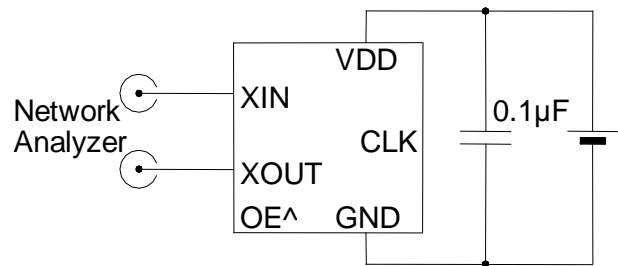 VDD
Network
Analyzer
XIN
0.1µF
CLK
XOUT
OE^
GND